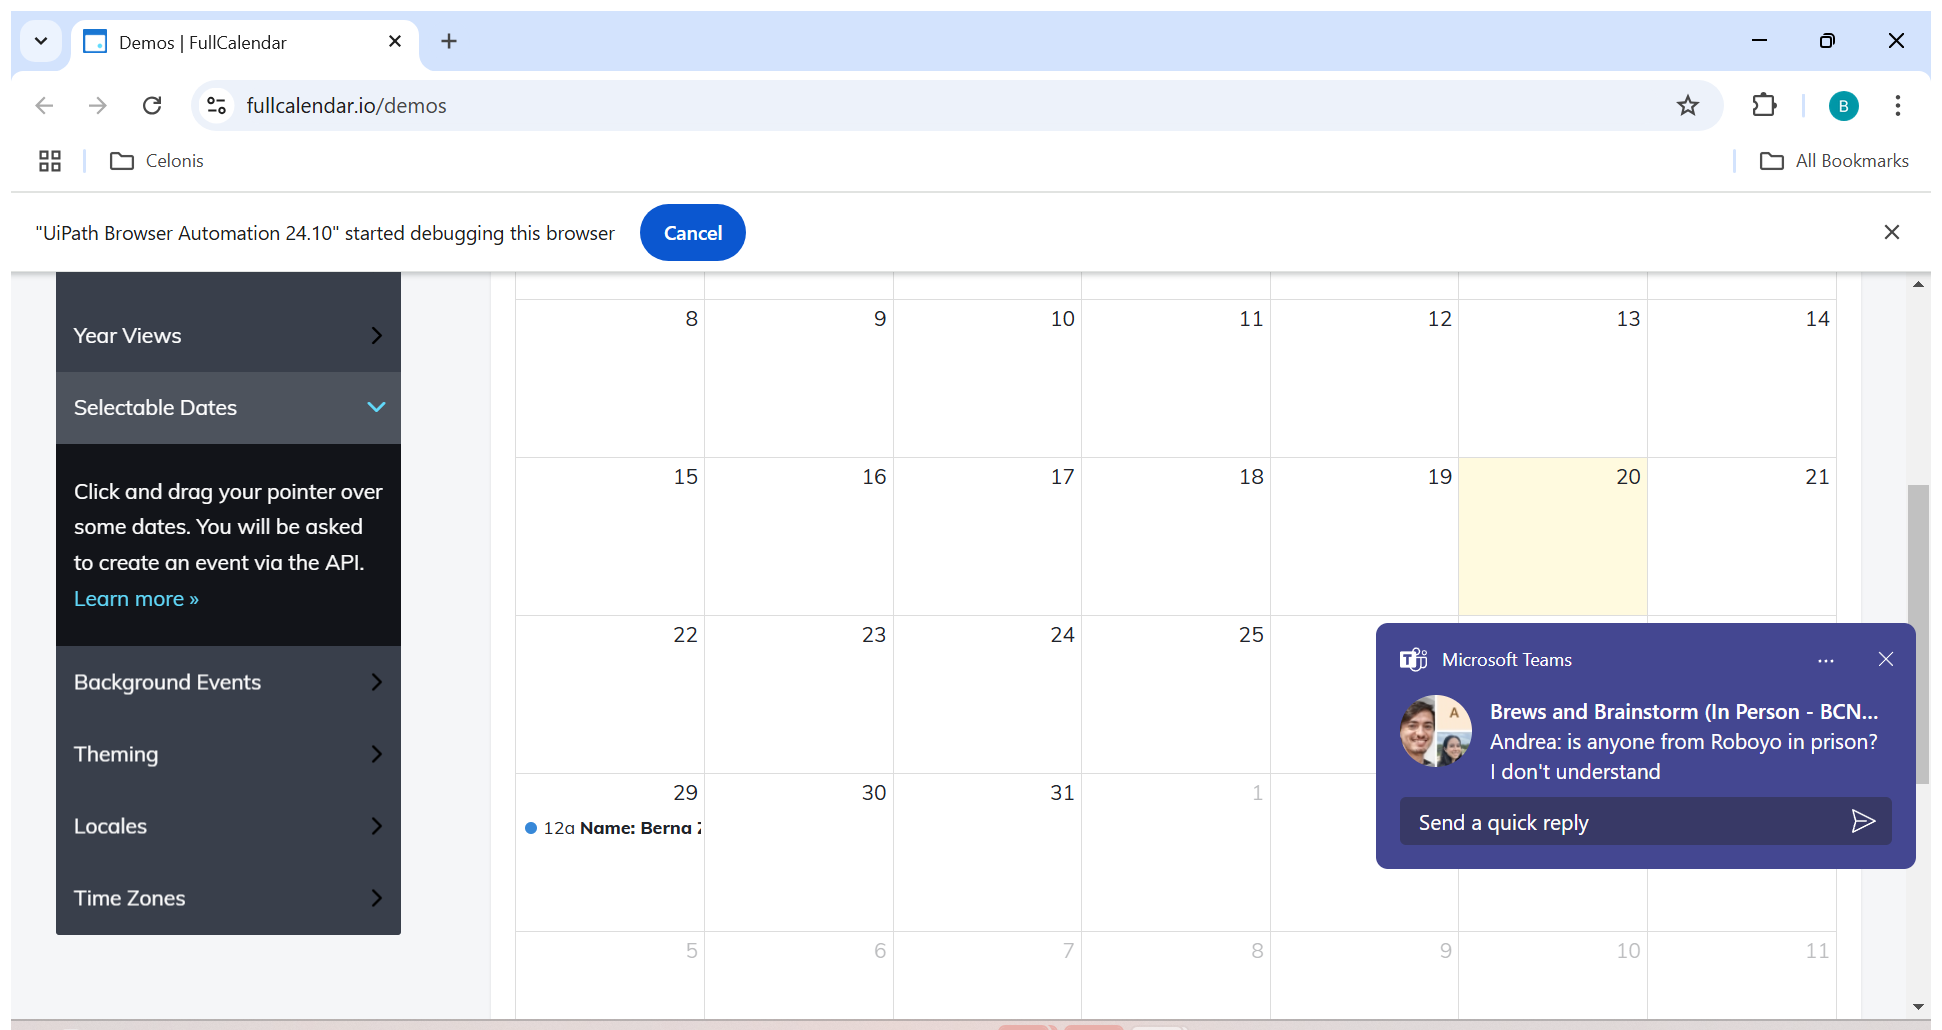 Demos | FullCalendar
fullcalendar.io/demos
B
Celonis
All Bookmarks
"UiPath Browser Automation 24.10" started debugging this browser
Cancel
Year Views
Selectable Dates
Click and drag your pointer over
some dates. You will be asked
to create an event via the API.
Learn more »
Background Events
Theming
Locales
Time Zones
8 9 10 11 12 13 14
15 16 17 18 19 20 21
22 23 24 25
29 30 31 1
12a Name: Berna
5 6 7 8 9 10 11
Microsoft Teams
A
Brews and Brainstorm (In Person - BCN...
Andrea: is anyone from Roboyo in prison?
I don't understand
Send a quick reply